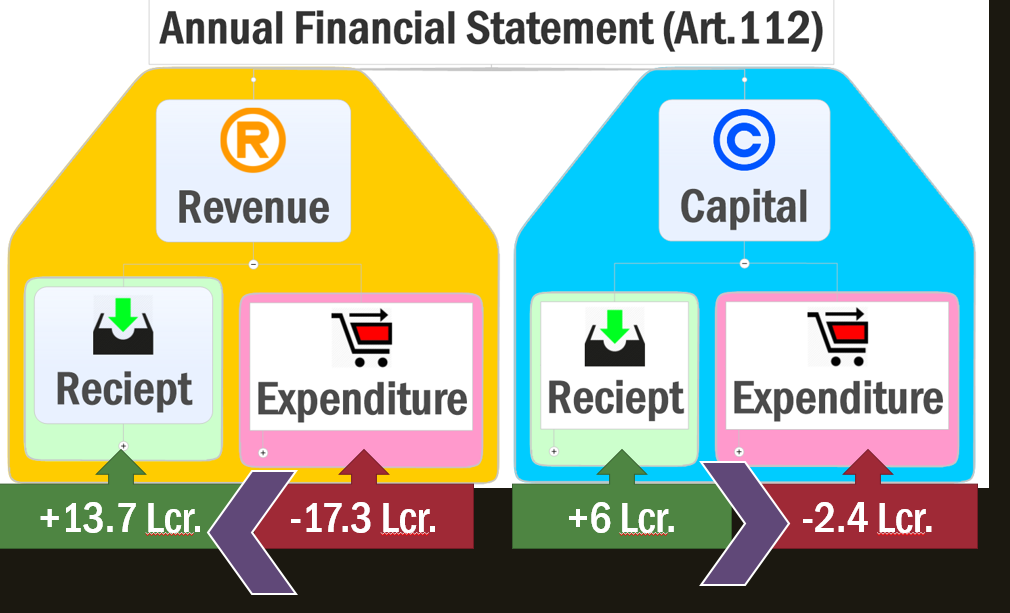 Annual Financial Statement (Art.112)
®
Revenue
Reciept
Expenditure
+13.7 Lcr.
-17.3 Lcr.
©
Capital
Reciept
Expenditure
+6 Lcr.
-2.4 Lcr.